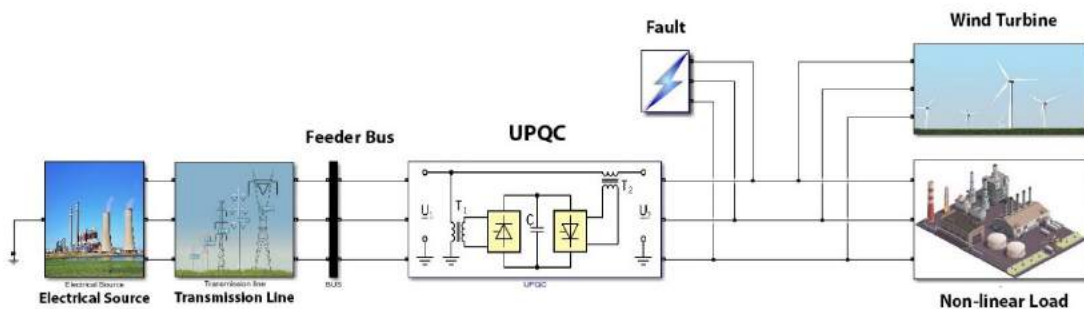 Wind Turbine
Fault
Feeder Bus
UPQC
T1
T2
C
U1
Electrical Source
Transmission line
BUS
UPQC
Electrical Source
Transmission Line
Non-linear Load